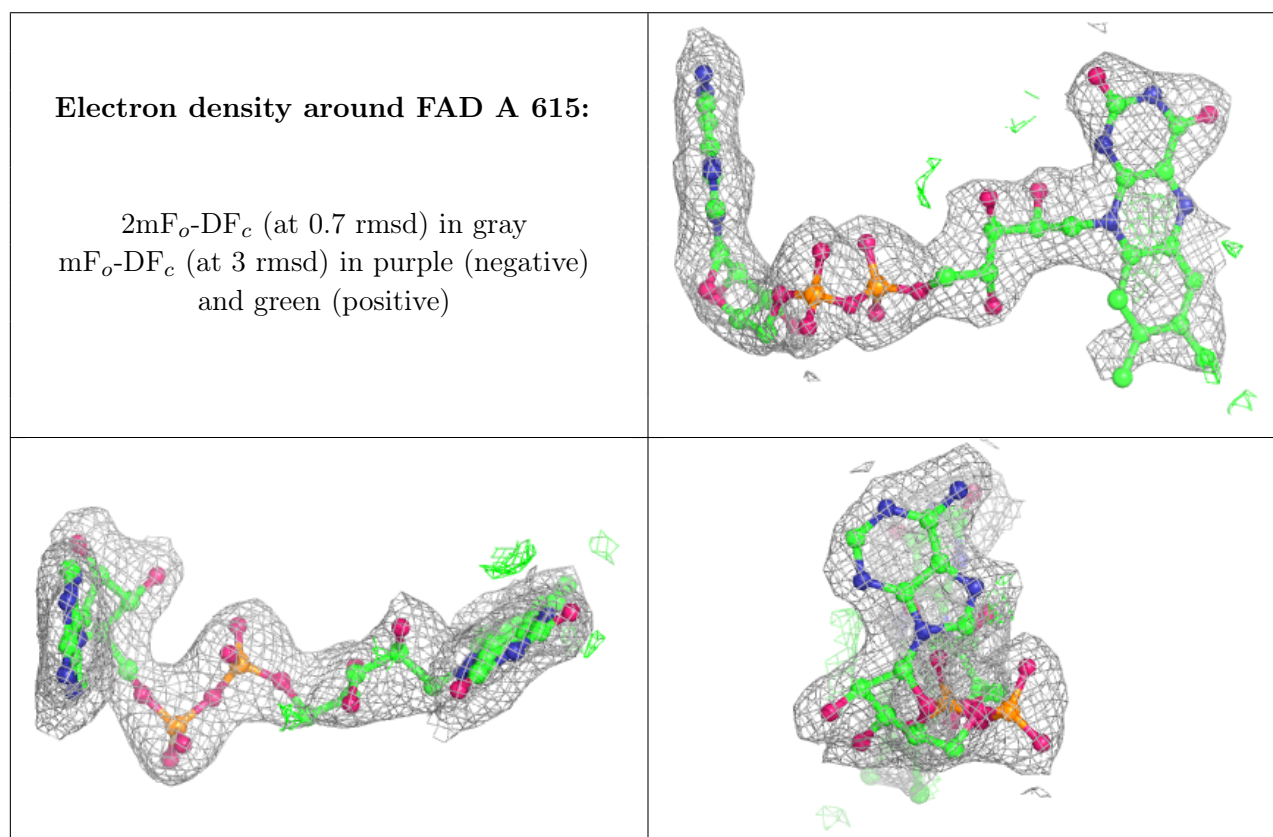 Electron density around FAD A 615:
2mFo-DFc (at 0.7 rmsd) in gray
mFo-DFc (at 3 rmsd) in purple (negative)
and green (positive)